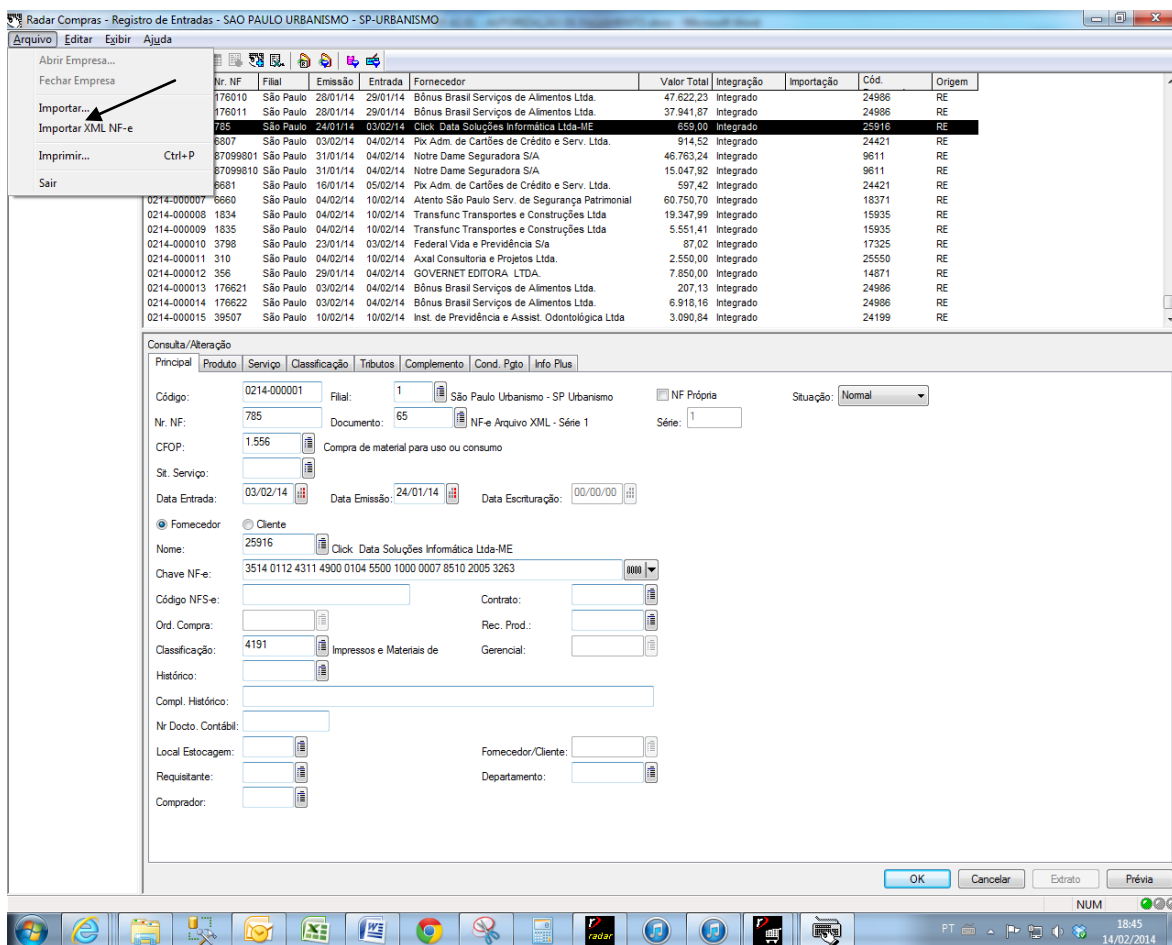 Radar Compras - Registro de Entradas - SAO PAULO URBANISMO - SP-URBANISMO
Arquivo Editar Exibir Ajuda
Abrir Empresa...
Fechar Empresa
Importar...
Importar XML NF-e
Imprimir... Ctrl+P
Sair
Nr. NF Filial Emissão Entrada Fornecedor Valor Total Integração Importação Cód. Origem
176010 São Paulo 28/01/14 29/01/14 Bônus Brasil Serviços de Alimentos Ltda. 47.622,23 Integrado 24986 RE
176011 São Paulo 28/01/14 29/01/14 Bônus Brasil Serviços de Alimentos Ltda. 37.941,87 Integrado 24986 RE
785 São Paulo 24/01/14 03/02/14 Click Data Soluções Informática Ltda-ME 659,00 Integrado 25916 RE
6807 São Paulo 03/02/14 04/02/14 Pix Adm. de Cartões de Crédito e Serv. Ltda. 914,52 Integrado 24421 RE
87099801 São Paulo 31/01/14 04/02/14 Notre Dame Seguradora S/A 46.763,24 Integrado 9611 RE
87099810 São Paulo 31/01/14 04/02/14 Notre Dame Seguradora S/A 15.047,92 Integrado 9611 RE
6681 São Paulo 16/01/14 05/02/14 Pix Adm. de Cartões de Crédito e Serv. Ltda. 597,42 Integrado 24421 RE
0214-000007 6660 São Paulo 04/02/14 10/02/14 Atento São Paulo Serv. de Segurança Patrimonial 60.750,70 Integrado 18371 RE
0214-000008 1834 São Paulo 04/02/14 10/02/14 Transfunc Transportes e Construções Ltda 19.347,99 Integrado 15935 RE
0214-000009 1835 São Paulo 04/02/14 10/02/14 Transfunc Transportes e Construções Ltda 5.551,41 Integrado 15935 RE
0214-000010 3798 São Paulo 23/01/14 03/02/14 Federal Vida e Previdência S/a 87,02 Integrado 17325 RE
0214-000011 310 São Paulo 04/02/14 10/02/14 Axal Consultoria e Projetos Ltda. 2.550,00 Integrado 25550 RE
0214-000012 356 São Paulo 29/01/14 04/02/14 GOVERNET EDITORA LTDA. 7.850,00 Integrado 14871 RE
0214-000013 176621 São Paulo 03/02/14 04/02/14 Bônus Brasil Serviços de Alimentos Ltda. 207,13 Integrado 24986 RE
0214-000014 176622 São Paulo 03/02/14 04/02/14 Bônus Brasil Serviços de Alimentos Ltda. 6.918,16 Integrado 24986 RE
0214-000015 39507 São Paulo 10/02/14 10/02/14 Inst. de Previdência e Assist. Odontológica Ltda 3.090,84 Integrado 24199 RE
Consulta/Alteração
Principal Produto Serviço Classificação Tributos Complemento Cond. Pgto Info Plus
Código: 0214-000001 Filial: 1 São Paulo Urbanismo - SP Urbanismo NF Própria Situação: Normal
Nr. NF: 785 Documento: 65 NF-e Arquivo XML - Série 1 Série: 1
CFOP: 1.556 Compra de material para uso ou consumo
Sit. Serviço:
Data Entrada: 03/02/14 Data Emissão: 24/01/14 Data Escrituração: 00/00/00
Fornecedor Cliente
Nome: 25916 Click Data Soluções Informática Ltda-ME
Chave NF-e: 3514 0112 4311 4900 0104 5500 1000 0007 8510 2005 3263
Código NFS-e: Contrato:
Ord. Compra: Rec. Prod.:
Classificação: 4191 Impressos e Materiais de Gerencial:
Histórico:
Compl. Histórico:
Nr Docto. Contábil:
Local Estocagem: Fornecedor/Cliente:
Requisitante: Departamento:
Comprador:
OK Cancelar Extrato Prévia
NUM
radar
PT 18:45
14/02/2014